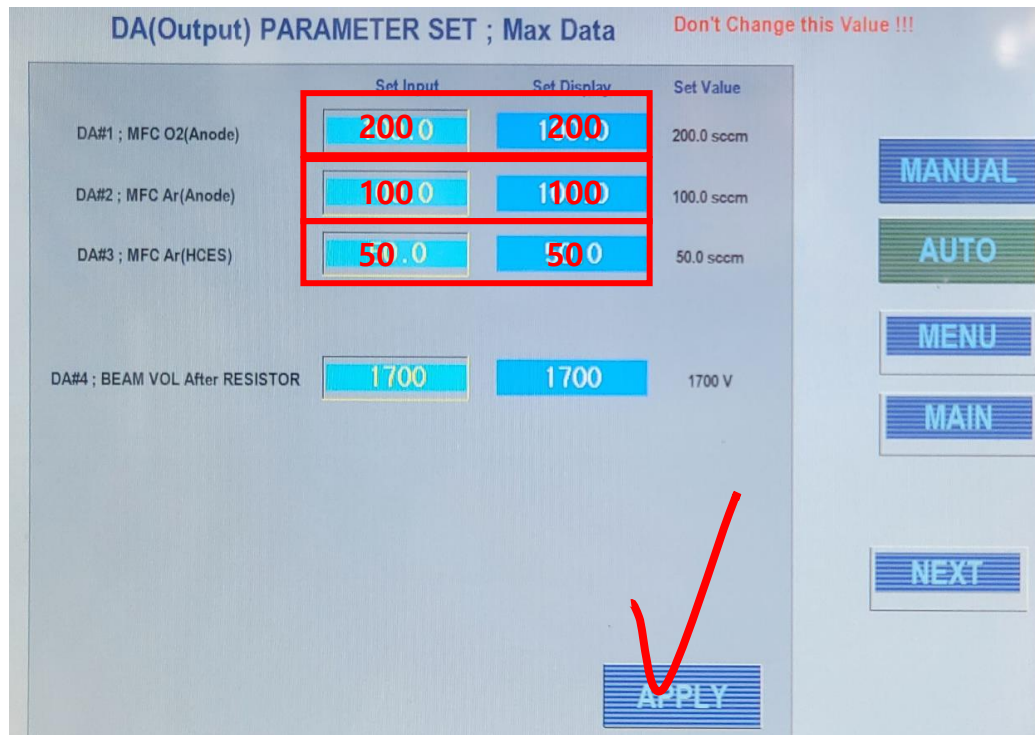 DA(Output) PARAMETER SET ; Max Data
Don't Change this Value !!!
Set Input Set Display Set Value
DA#1 ; MFC O2(Anode) 200 200 200.0 sccm
DA#2 ; MFC Ar(Anode) 100 100 100.0 sccm
DA#3 ; MFC Ar(HCES) 50 50 50.0 sccm
DA#4 ; BEAM VOL After RESISTOR 1700 1700 1700 V
MANUAL
AUTO
MENU
MAIN
NEXT
APPLY